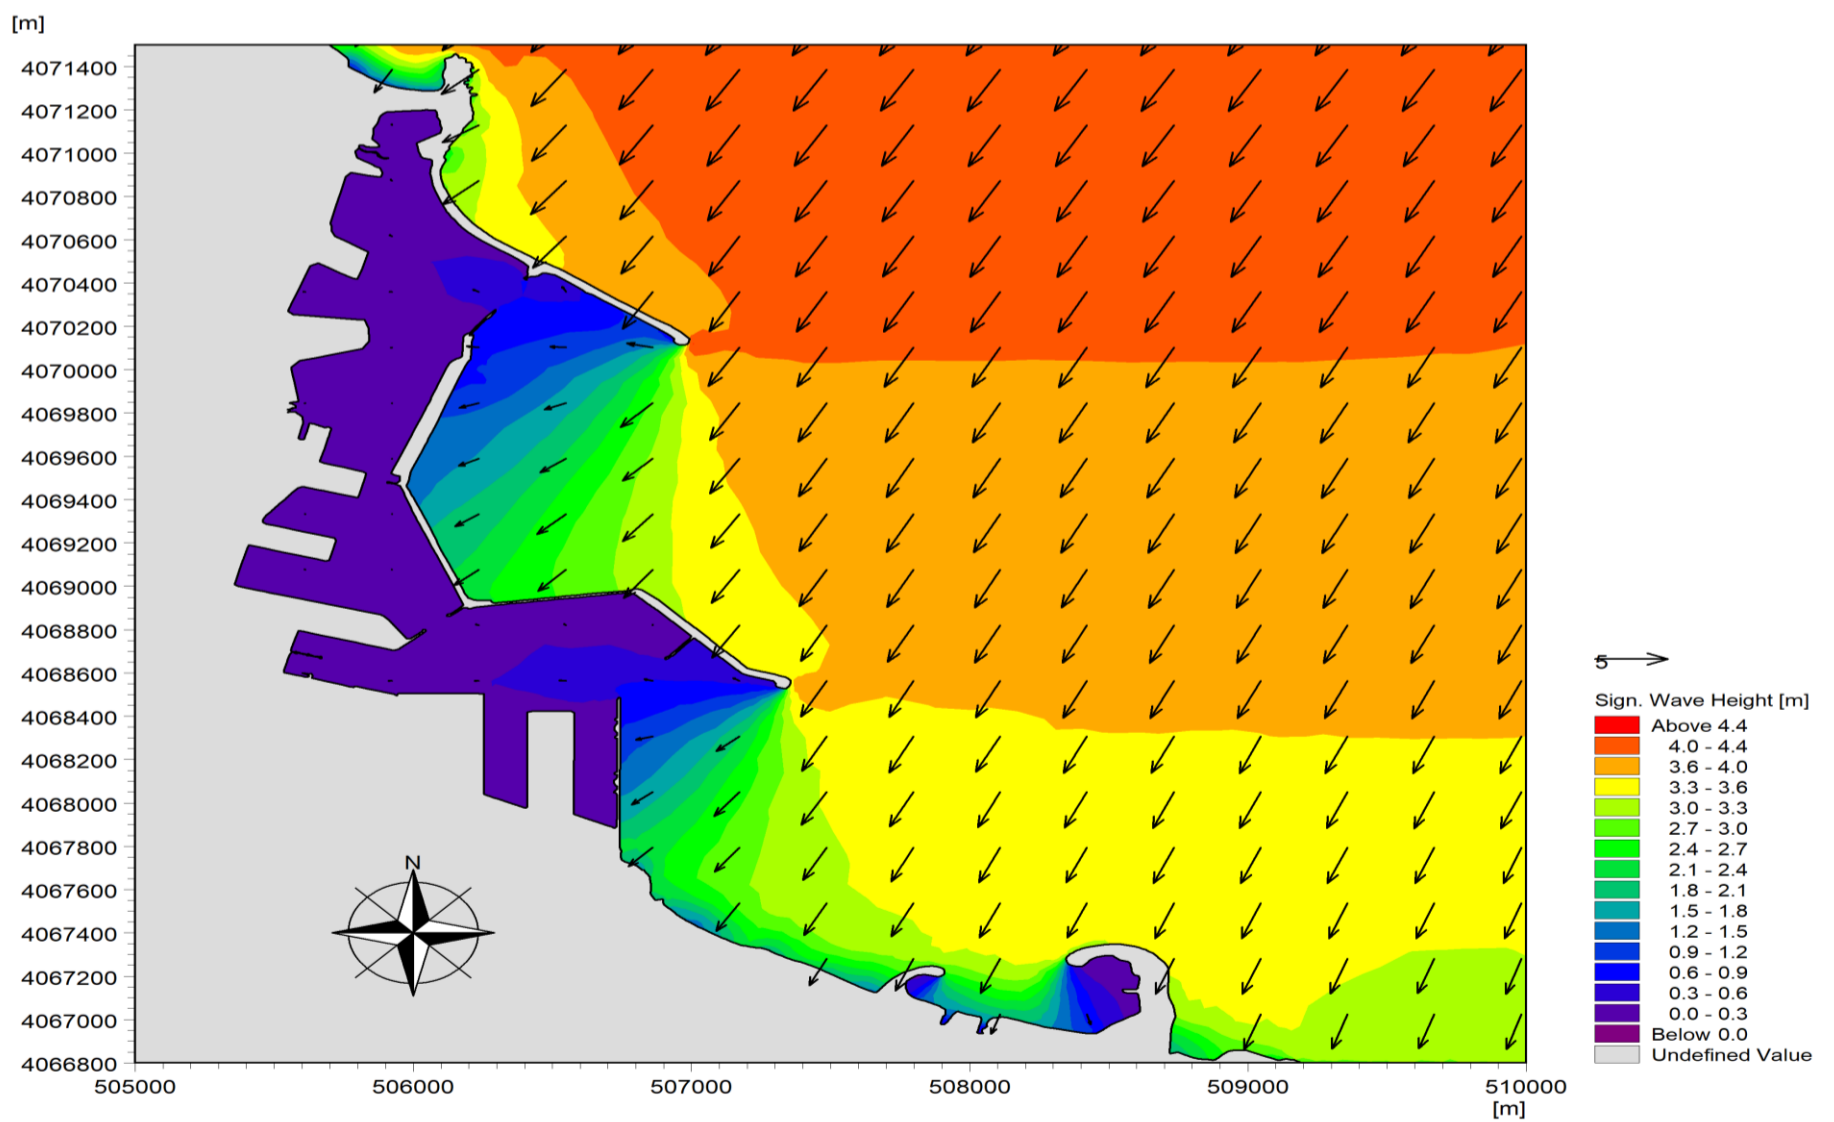 [m]
4071400
4071200
4071000
4070800
4070600
4070400
4070200
4070000
4069800
4069600
4069400
4069200
4069000
4068800
4068600
4068400
4068200
4068000
4067800
4067600
4067400
4067200
4067000
4066800
505000 506000 507000 508000 509000 510000
[m]
N
5
Sign. Wave Height [m]
Above 4.4
4.0 - 4.4
3.6 - 4.0
3.3 - 3.6
3.0 - 3.3
2.7 - 3.0
2.4 - 2.7
2.1 - 2.4
1.8 - 2.1
1.5 - 1.8
1.2 - 1.5
0.9 - 1.2
0.6 - 0.9
0.3 - 0.6
0.0 - 0.3
Below 0.0
Undefined Value